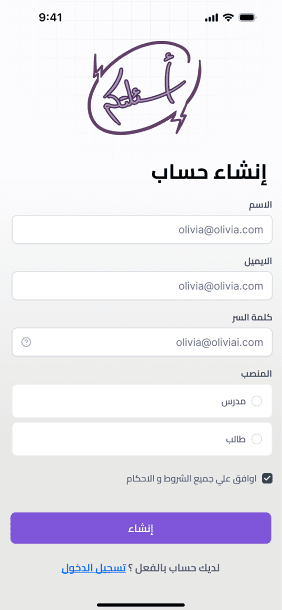 9:41
أسئلتكم
إنشاء حساب
الاسم
olivia@olivia.com
الايميل
olivia@olivia.com
كلمة السر
olivia@oliviai.com
المنصب
مدرس
طالب
اوافق علي جميع الشروط و الاحكام
إنشاء
لديك حساب بالفعل ؟ تسجيل الدخول